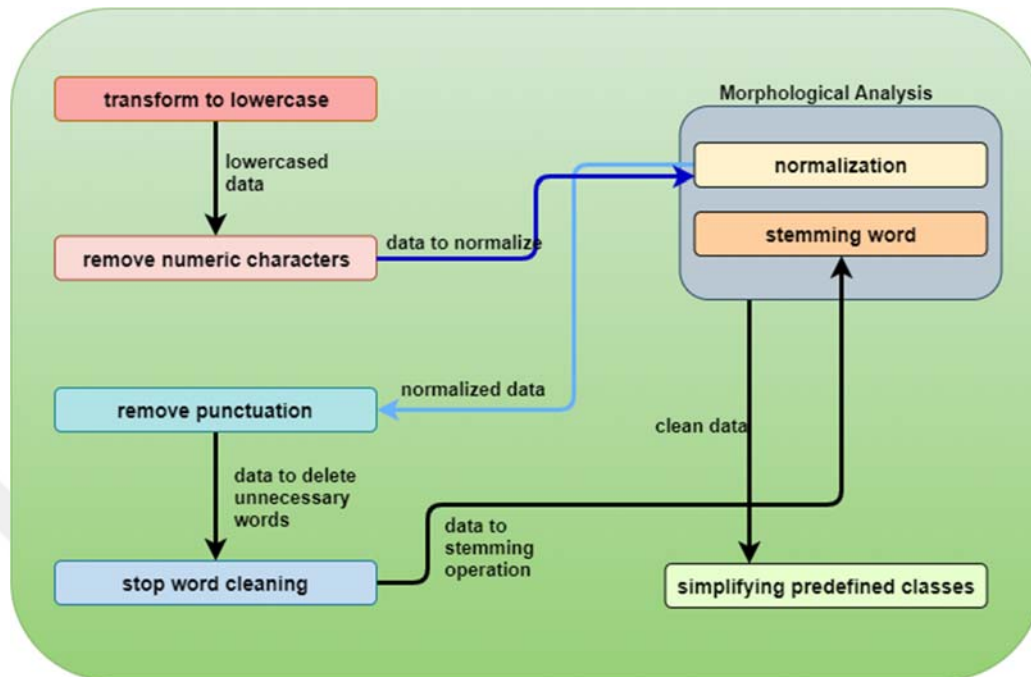 transform to lowercase
lowercased
data
remove numeric characters
data to normalize
Morphological Analysis
normalization
stemming word
normalized data
remove punctuation
data to delete
unnecessary
words
stop word cleaning
data to
stemming
operation
clean data
simplifying predefined classes